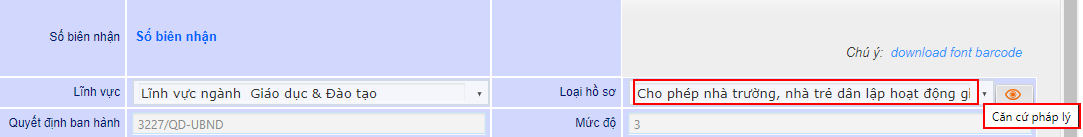 Số biên nhận Số biên nhận
Chú ý: download font barcode
Lĩnh vực Lĩnh vực ngành Giáo dục & Đào tạo Loại hồ sơ Cho phép nhà trường, nhà trẻ dân lập hoạt động gi
Căn cứ pháp lý
Quyết định ban hành 3227/QD-UBND Mức độ 3